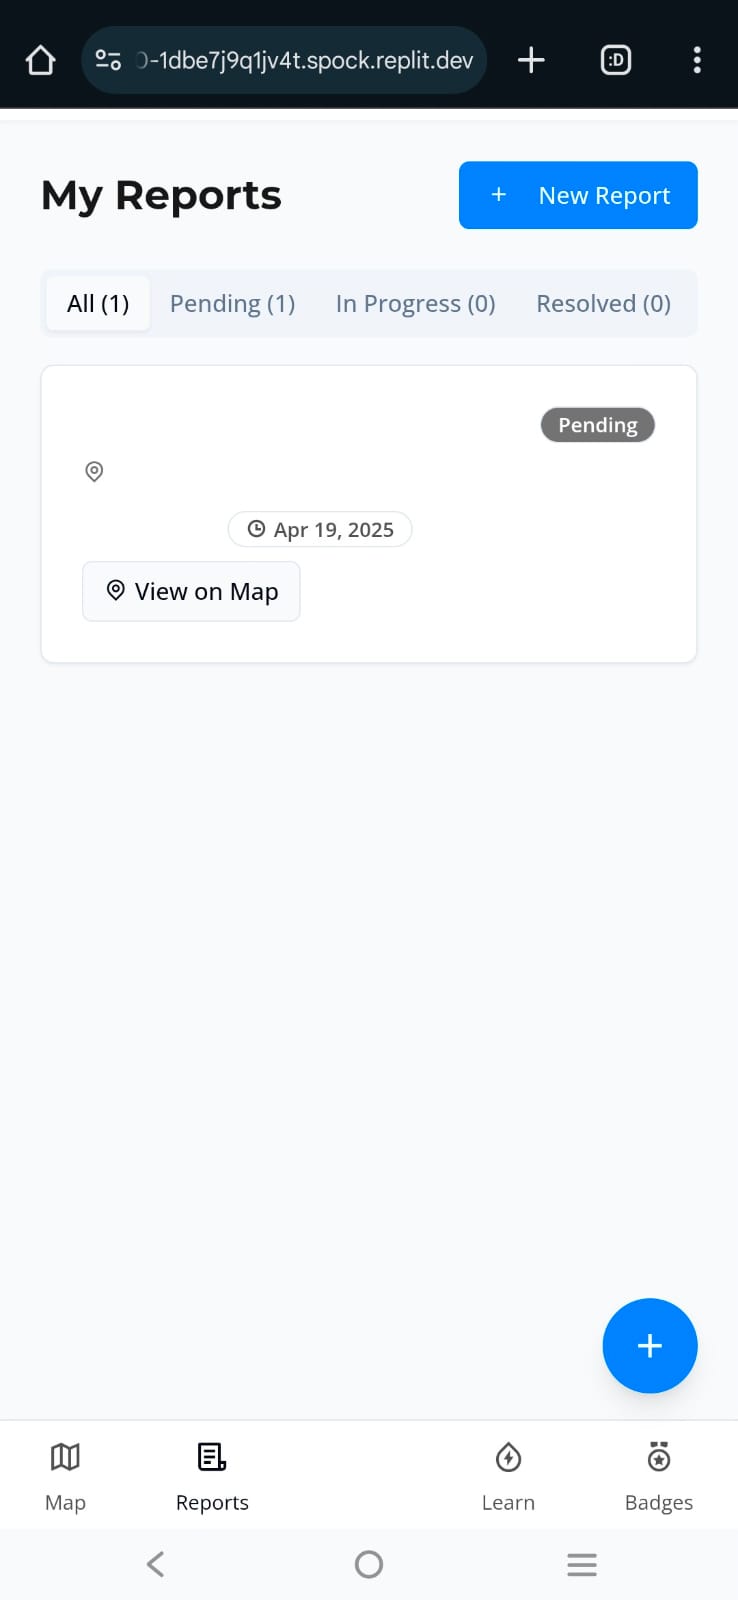 -1dbe7j9q1jv4t.spock.replit.dev
:D
My Reports
+ New Report
All (1) Pending (1) In Progress (0) Resolved (0)
Pending
Apr 19, 2025
View on Map
+
Map Reports Learn Badges